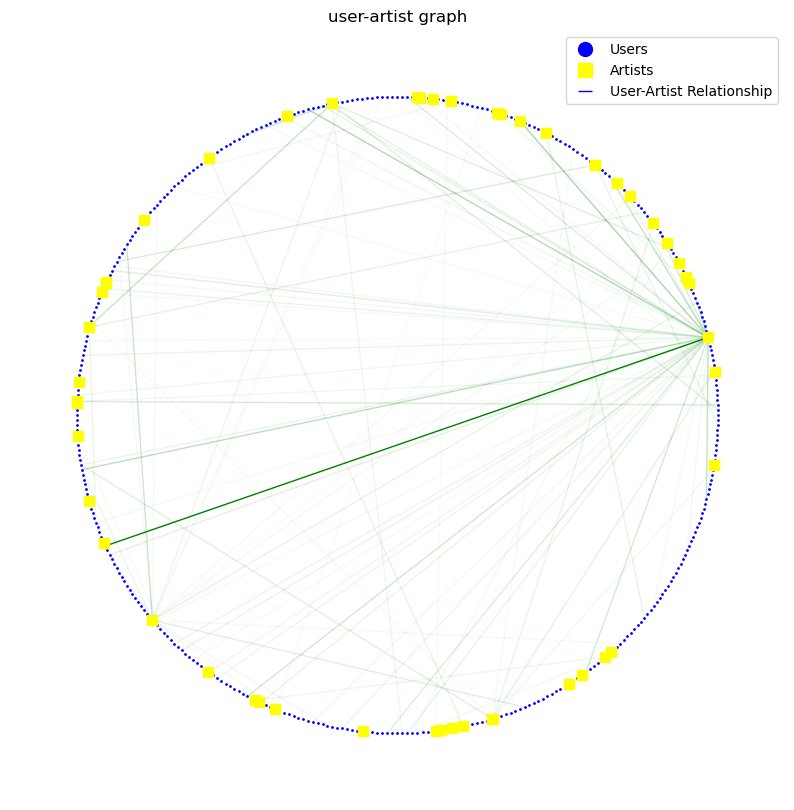 user-artist graph
Users
Artists
User-Artist Relationship